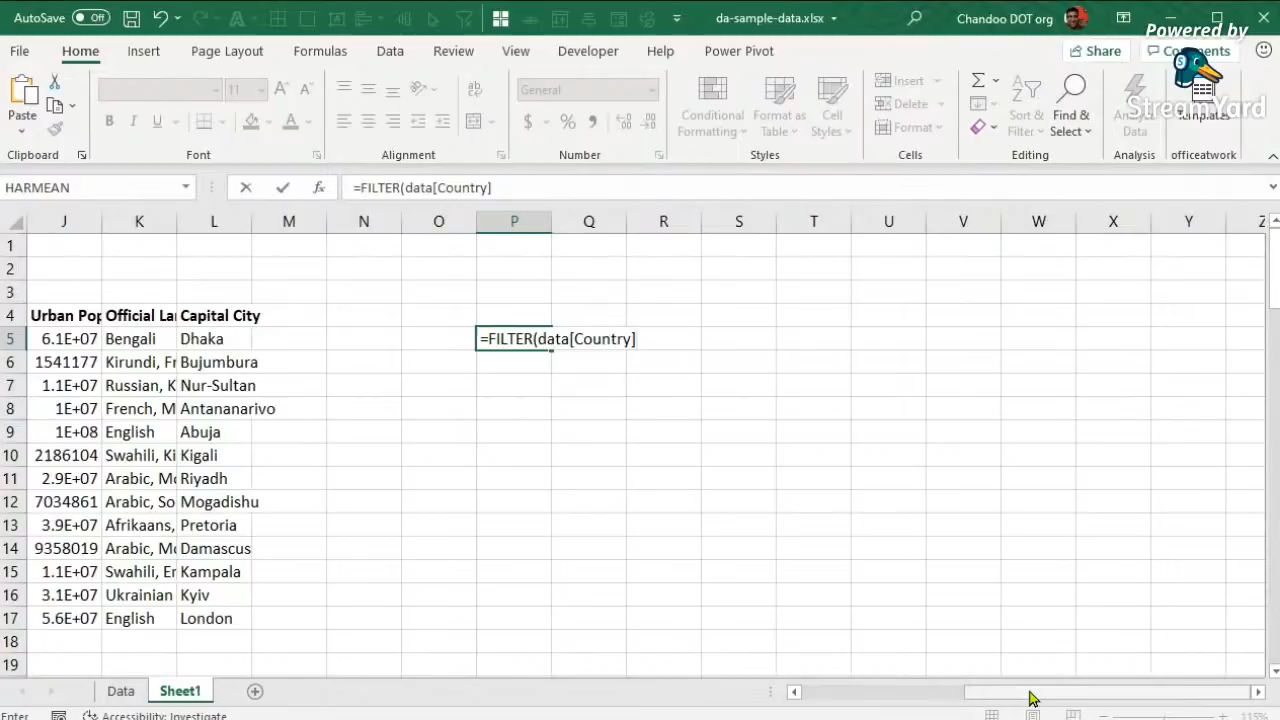 AutoSave Off da-sample-data.xlsx Chandoo DOT org
Powered by
StreamYard
File Home Insert Page Layout Formulas Data Review View Developer Help Power Pivot Share Comments
Paste
11
General
Conditional Formatting
Format as Table
Cell Styles
Insert
Delete
Format
Sort & Filter
Find & Select
Data
Clipboard Font Alignment Number Styles Cells Editing Analysis officeatwork
HARMEAN fx =FILTER(data[Country]
J K L M N O P Q R S T U V W X Y Z
1
2
3
4 Urban Pop Official La Capital City
5 6.1E+07 Bengali Dhaka =FILTER(data[Country]
6 1541177 Kirundi, Fr Bujumbura
7 1.1E+07 Russian, K Nur-Sultan
8 1E+07 French, M Antananarivo
9 1E+08 English Abuja
10 2186104 Swahili, Ki Kigali
11 2.9E+07 Arabic, Mo Riyadh
12 7034861 Arabic, So Mogadishu
13 3.9E+07 Afrikaans, Pretoria
14 9358019 Arabic, Mo Damascus
15 1.1E+07 Swahili, En Kampala
16 3.1E+07 Ukrainian Kyiv
17 5.6E+07 English London
18
19
Data Sheet1
Enter Accessibility: Investigate 115%